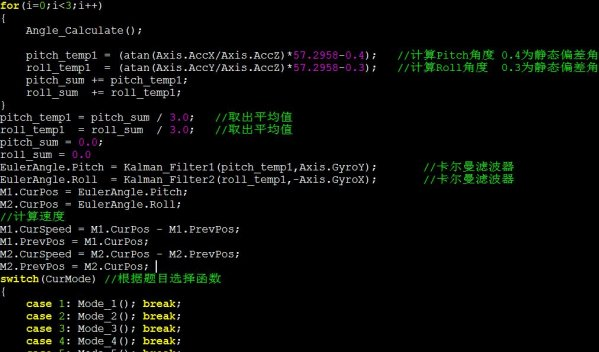 for(i=0;i<3;i++)
{
Angle_Calculate();
pitch_temp1 = (atan(Axis.AccX/Axis.AccZ)*57.2958-0.4); //计算Pitch角度 0.4为静态偏差角
roll_temp1 = (atan(Axis.AccY/Axis.AccZ)*57.2958-0.3); //计算Roll角度 0.3为静态偏差角
pitch_sum += pitch_temp1;
roll_sum += roll_temp1;
}
pitch_temp1 = pitch_sum / 3.0; //取出平均值
roll_temp1 = roll_sum / 3.0; //取出平均值
pitch_sum = 0.0;
roll_sum = 0.0
EulerAngle.Pitch = Kalman_Filter1(pitch_temp1,Axis.GyroY); //卡尔曼滤波器
EulerAngle.Roll = Kalman_Filter2(roll_temp1,-Axis.GyroX); //卡尔曼滤波器
M1.CurPos = EulerAngle.Pitch;
M2.CurPos = EulerAngle.Roll;
//计算速度
M1.CurSpeed = M1.CurPos - M1.PrevPos;
M1.PrevPos = M1.CurPos;
M2.CurSpeed = M2.CurPos - M2.PrevPos;
M2.PrevPos = M2.CurPos;
switch(CurMode) //根据题目选择函数
{
case 1: Mode_1(); break;
case 2: Mode_2(); break;
case 3: Mode_3(); break;
case 4: Mode_4(); break;